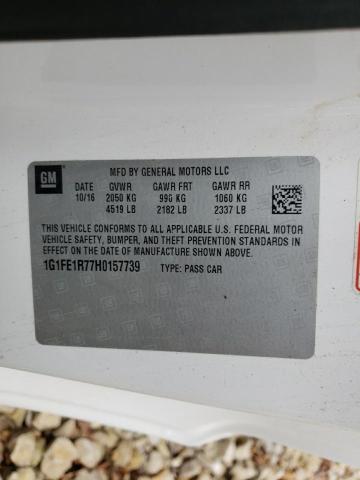 GM
MFD BY GENERAL MOTORS LLC
DATE GVWR GAWR FRT GAWR RR
10/16 2050 KG 990 KG 1060 KG
4519 LB 2182 LB 2337 LB
THIS VEHICLE CONFORMS TO ALL APPLICABLE U.S. FEDERAL MOTOR
VEHICLE SAFETY, BUMPER, AND THEFT PREVENTION STANDARDS IN
EFFECT ON THE DATE OF MANUFACTURE SHOWN ABOVE.
1G1FE1R77H0157739 TYPE: PASS CAR